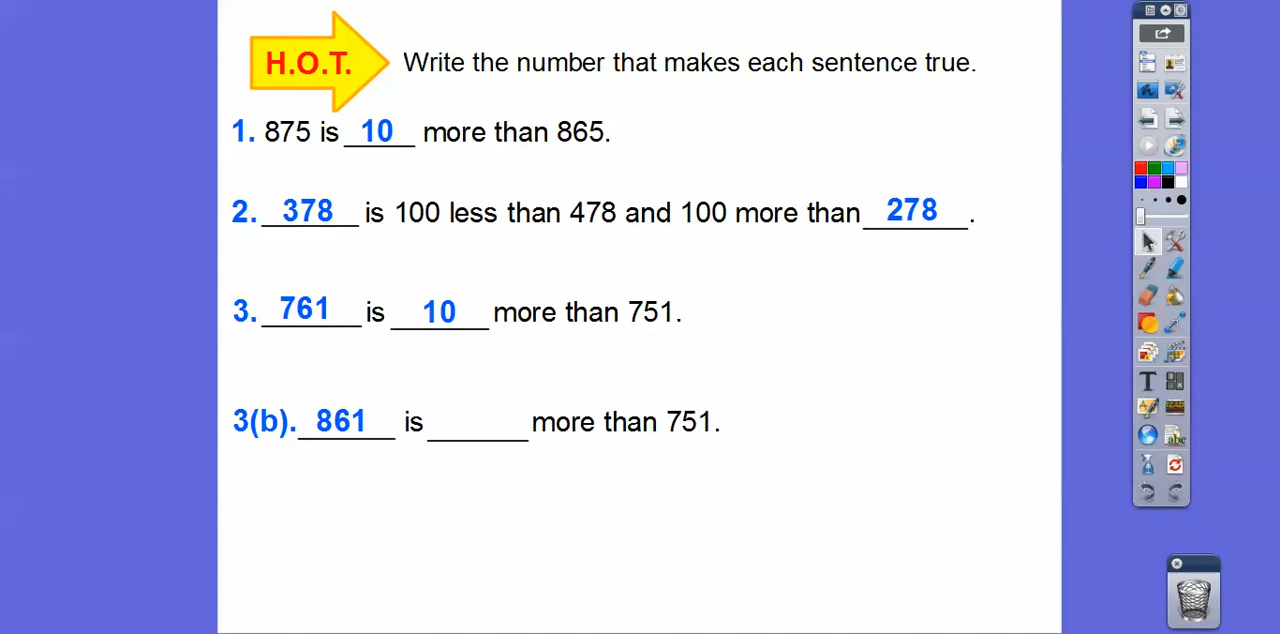 H.O.T. Write the number that makes each sentence true.
1. 875 is 10 more than 865.
2. 378 is 100 less than 478 and 100 more than 278.
3. 761 is 10 more than 751.
3(b). 861 is ______ more than 751.